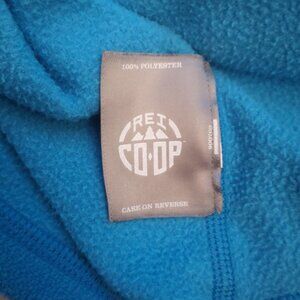 100% POLYESTER
REI
CO·OP
CARE ON REVERSE